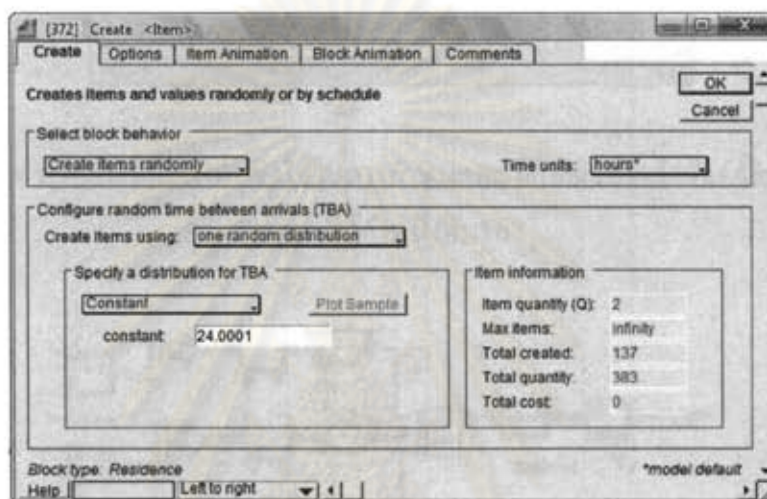 [372] Create <Item>
Create Options Item Animation Block Animation Comments
Creates items and values randomly or by schedule
OK
Cancel
Select block behavior
Create items randomly
Time units: hours*
Configure random time between arrivals (TBA)
Create items using: one random distribution
Specify a distribution for TBA
Constant
Plot Sample
constant: 24.0001
Item information
Item quantity (Q): 2
Max items: infinity
Total created: 137
Total quantity: 383
Total cost: 0
Block type: Residence
*model default
Help Left to right